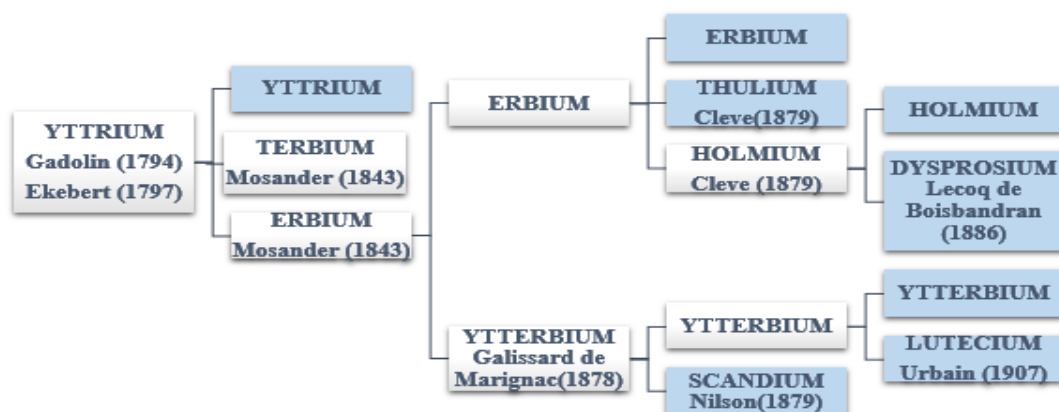 YTTRIUM
Gadolin (1794)
Ekebert (1797)
YTTRIUM
TERBIUM
Mosander (1843)
ERBIUM
Mosander (1843)
ERBIUM
YTTERBIUM
Galissard de
Marignac(1878)
ERBIUM
THULIUM
Cleve(1879)
HOLMIUM
Cleve (1879)
YTTERBIUM
SCANDIUM
Nilson(1879)
HOLMIUM
DYSPROSIUM
Lecoq de
Boisbandran
(1886)
YTTERBIUM
LUTECIUM
Urbain (1907)